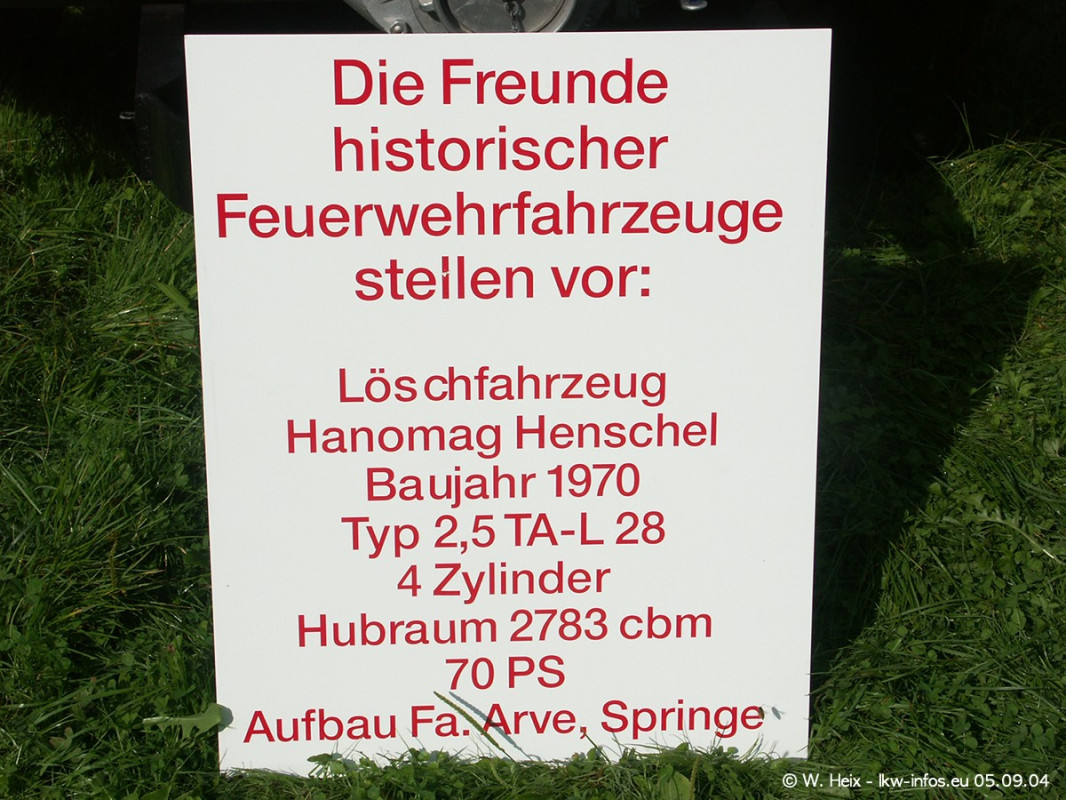 Die Freunde
historischer
Feuerwehrfahrzeuge
stellen vor:
Löschfahrzeug
Hanomag Henschel
Baujahr 1970
Typ 2,5 TA-L 28
4 Zylinder
Hubraum 2783 cbm
70 PS
Aufbau Fa. Arve, Springe
© W. Heix - lkw-infos.eu 05.09.04